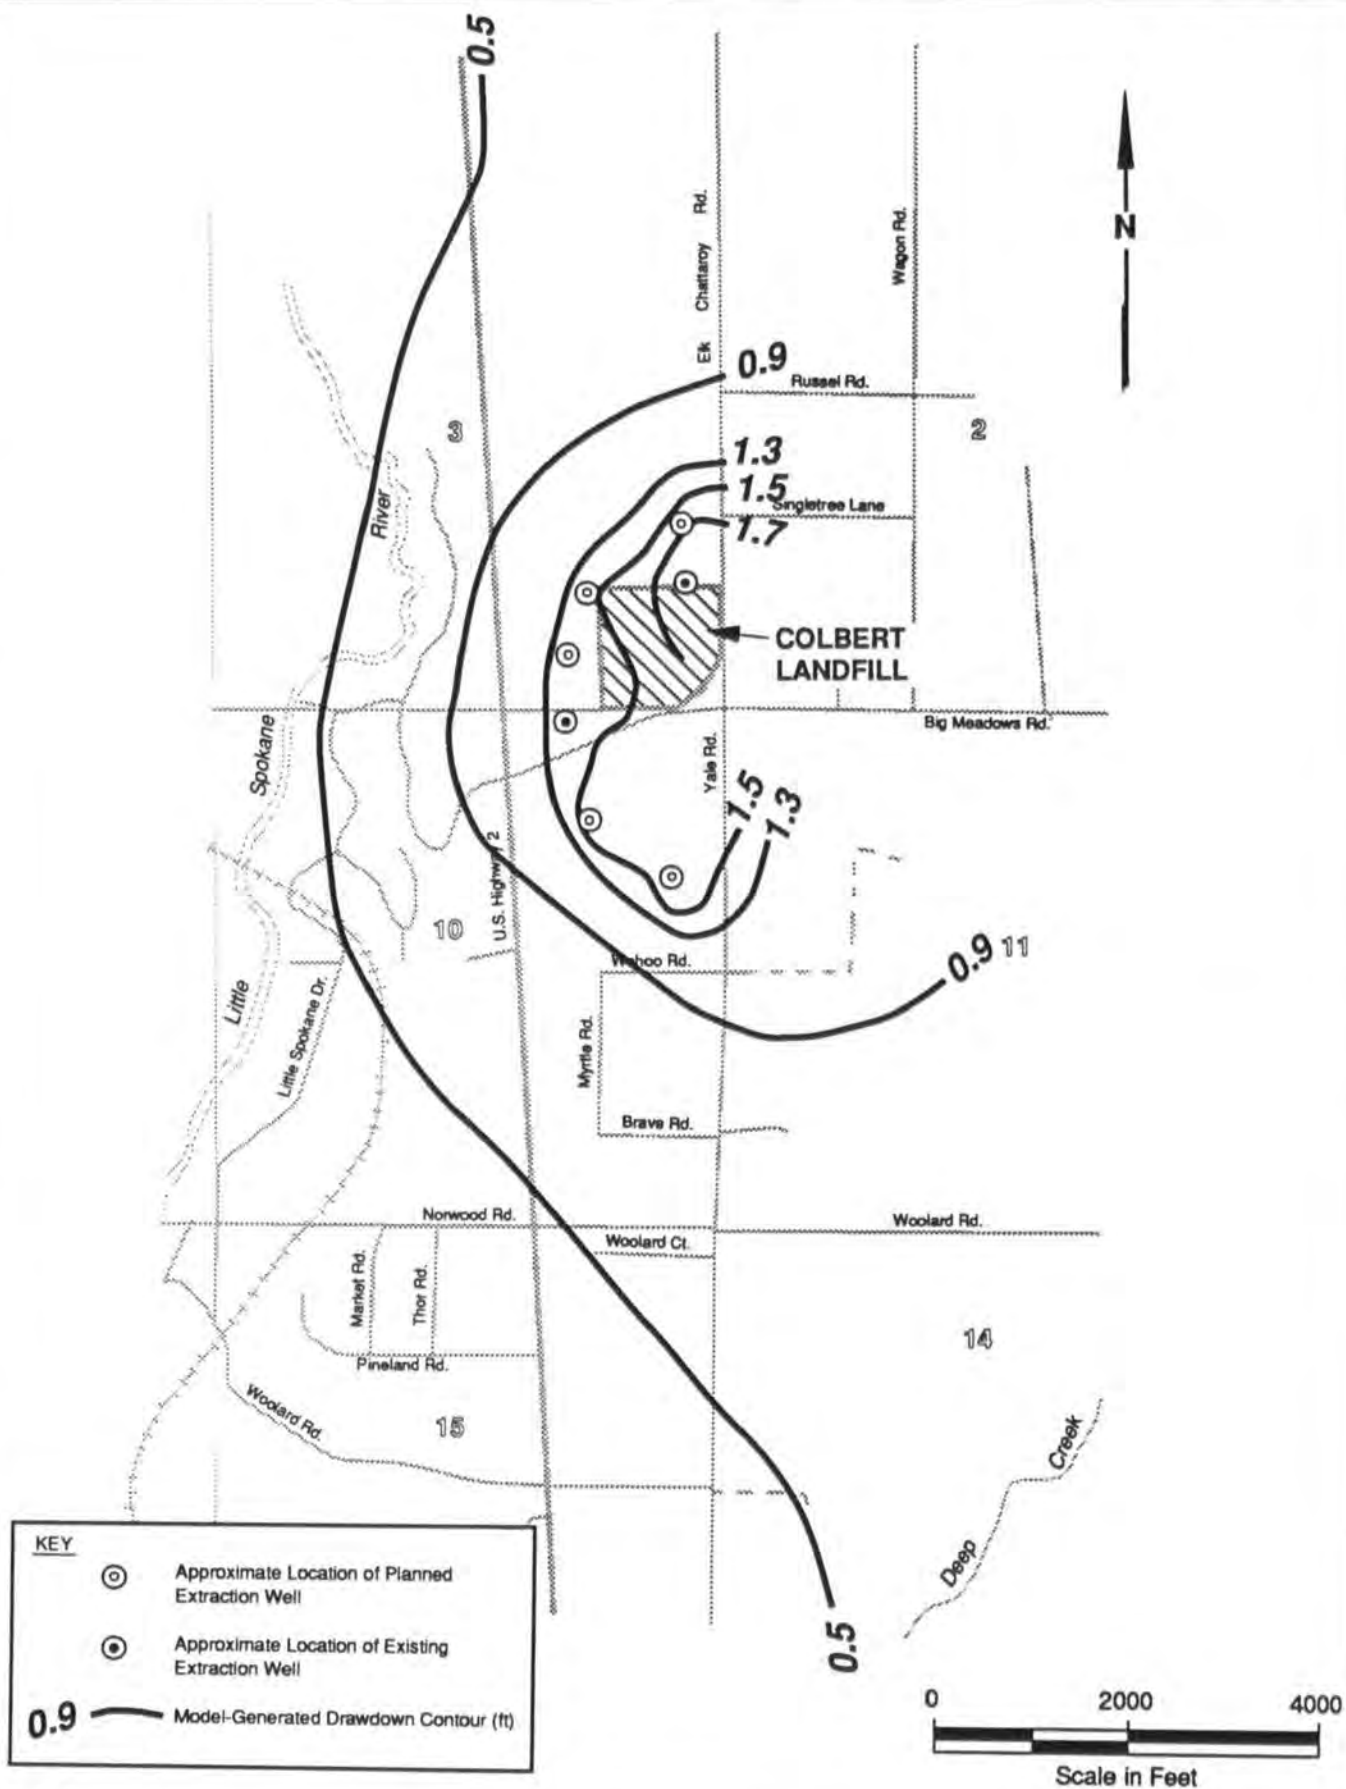 0.5
Elk Chattaroy Rd.
Wagon Rd.
N
0.9
Russel Rd.
3
2
1.3
1.5
Singletree Lane
1.7
River
COLBERT
LANDFILL
Big Meadows Rd.
Spokane
Yale Rd.
1.5
1.3
U.S. Highway 2
10
Wahoo Rd.
0.9
11
Little
Little Spokane Dr.
Myrtle Rd.
Brave Rd.
Norwood Rd.
Woolard Rd.
Woolard Ct.
Market Rd.
Thor Rd.
14
Pineland Rd.
Woolard Rd.
15
Creek
Deep
0.5
KEY
Approximate Location of Planned
Extraction Well
Approximate Location of Existing
Extraction Well
0.9 Model-Generated Drawdown Contour (ft)
0 2000 4000
Scale in Feet